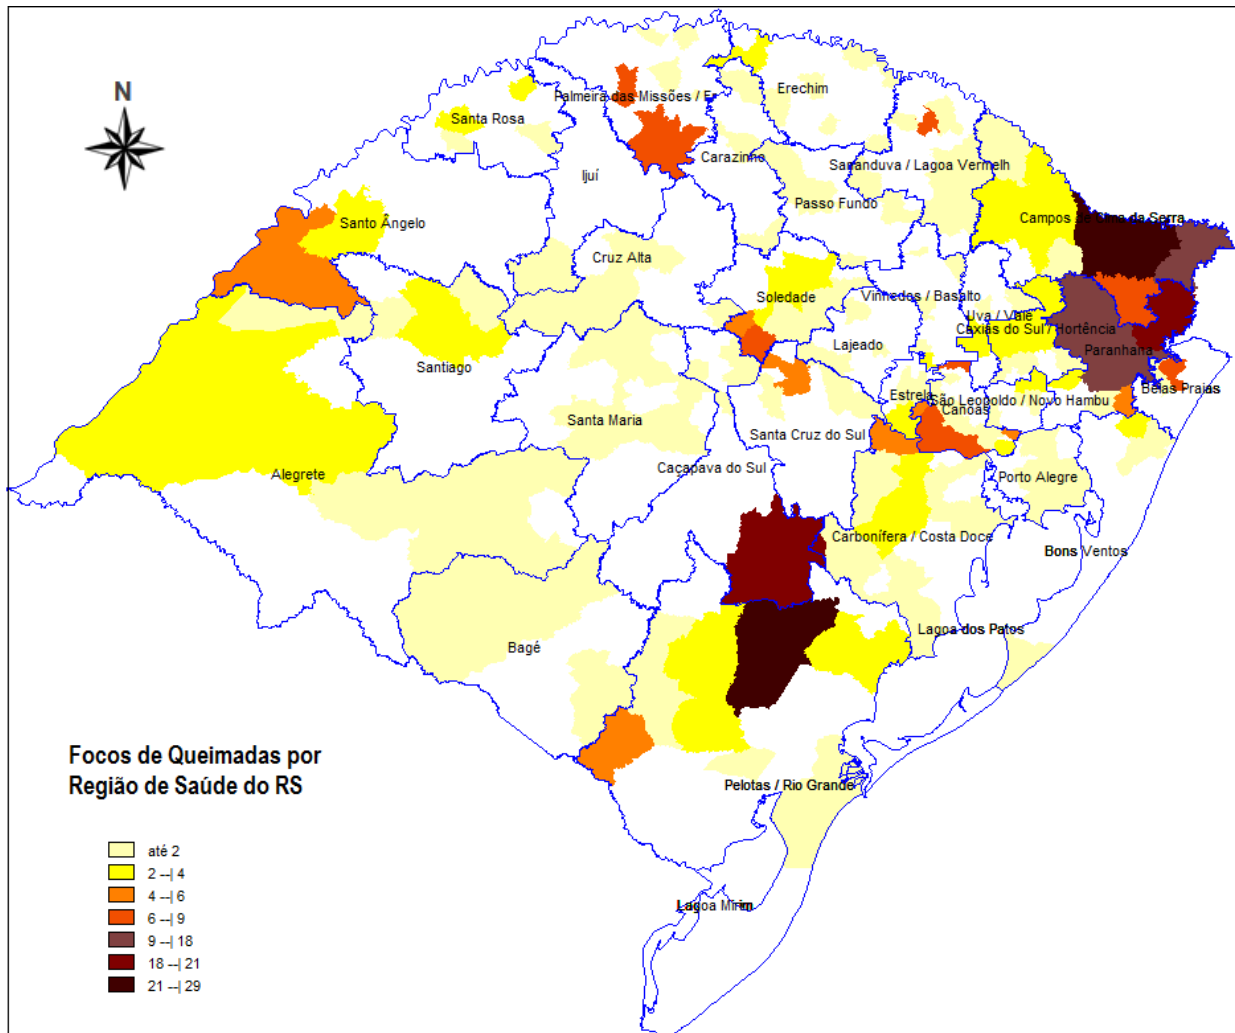 N
Palmeira das Missões / Fr
Erechim
Santa Rosa
Carazinho
Sananduva / Lagoa Vermelh
Ijuí
Passo Fundo
Santo Ângelo
Campos de Cima da Serra
Cruz Alta
Soledade
Vinhedos / Basalto
Uva / Vale
Caxias do Sul / Hortência
Lajeado
Paranhana
Santiago
Belas Praias
Estrela
São Leopoldo / Novo Hambu
Canoas
Santa Maria
Santa Cruz do Sul
Caçapava do Sul
Alegrete
Porto Alegre
Carbonífera / Costa Doce
Bons Ventos
Lagoa dos Patos
Bagé
Focos de Queimadas por
Região de Saúde do RS
Pelotas / Rio Grande
até 2
2 --| 4
4 --| 6
6 --| 9
9 --| 18
18 --| 21
21 --| 29
Lagoa Mirim